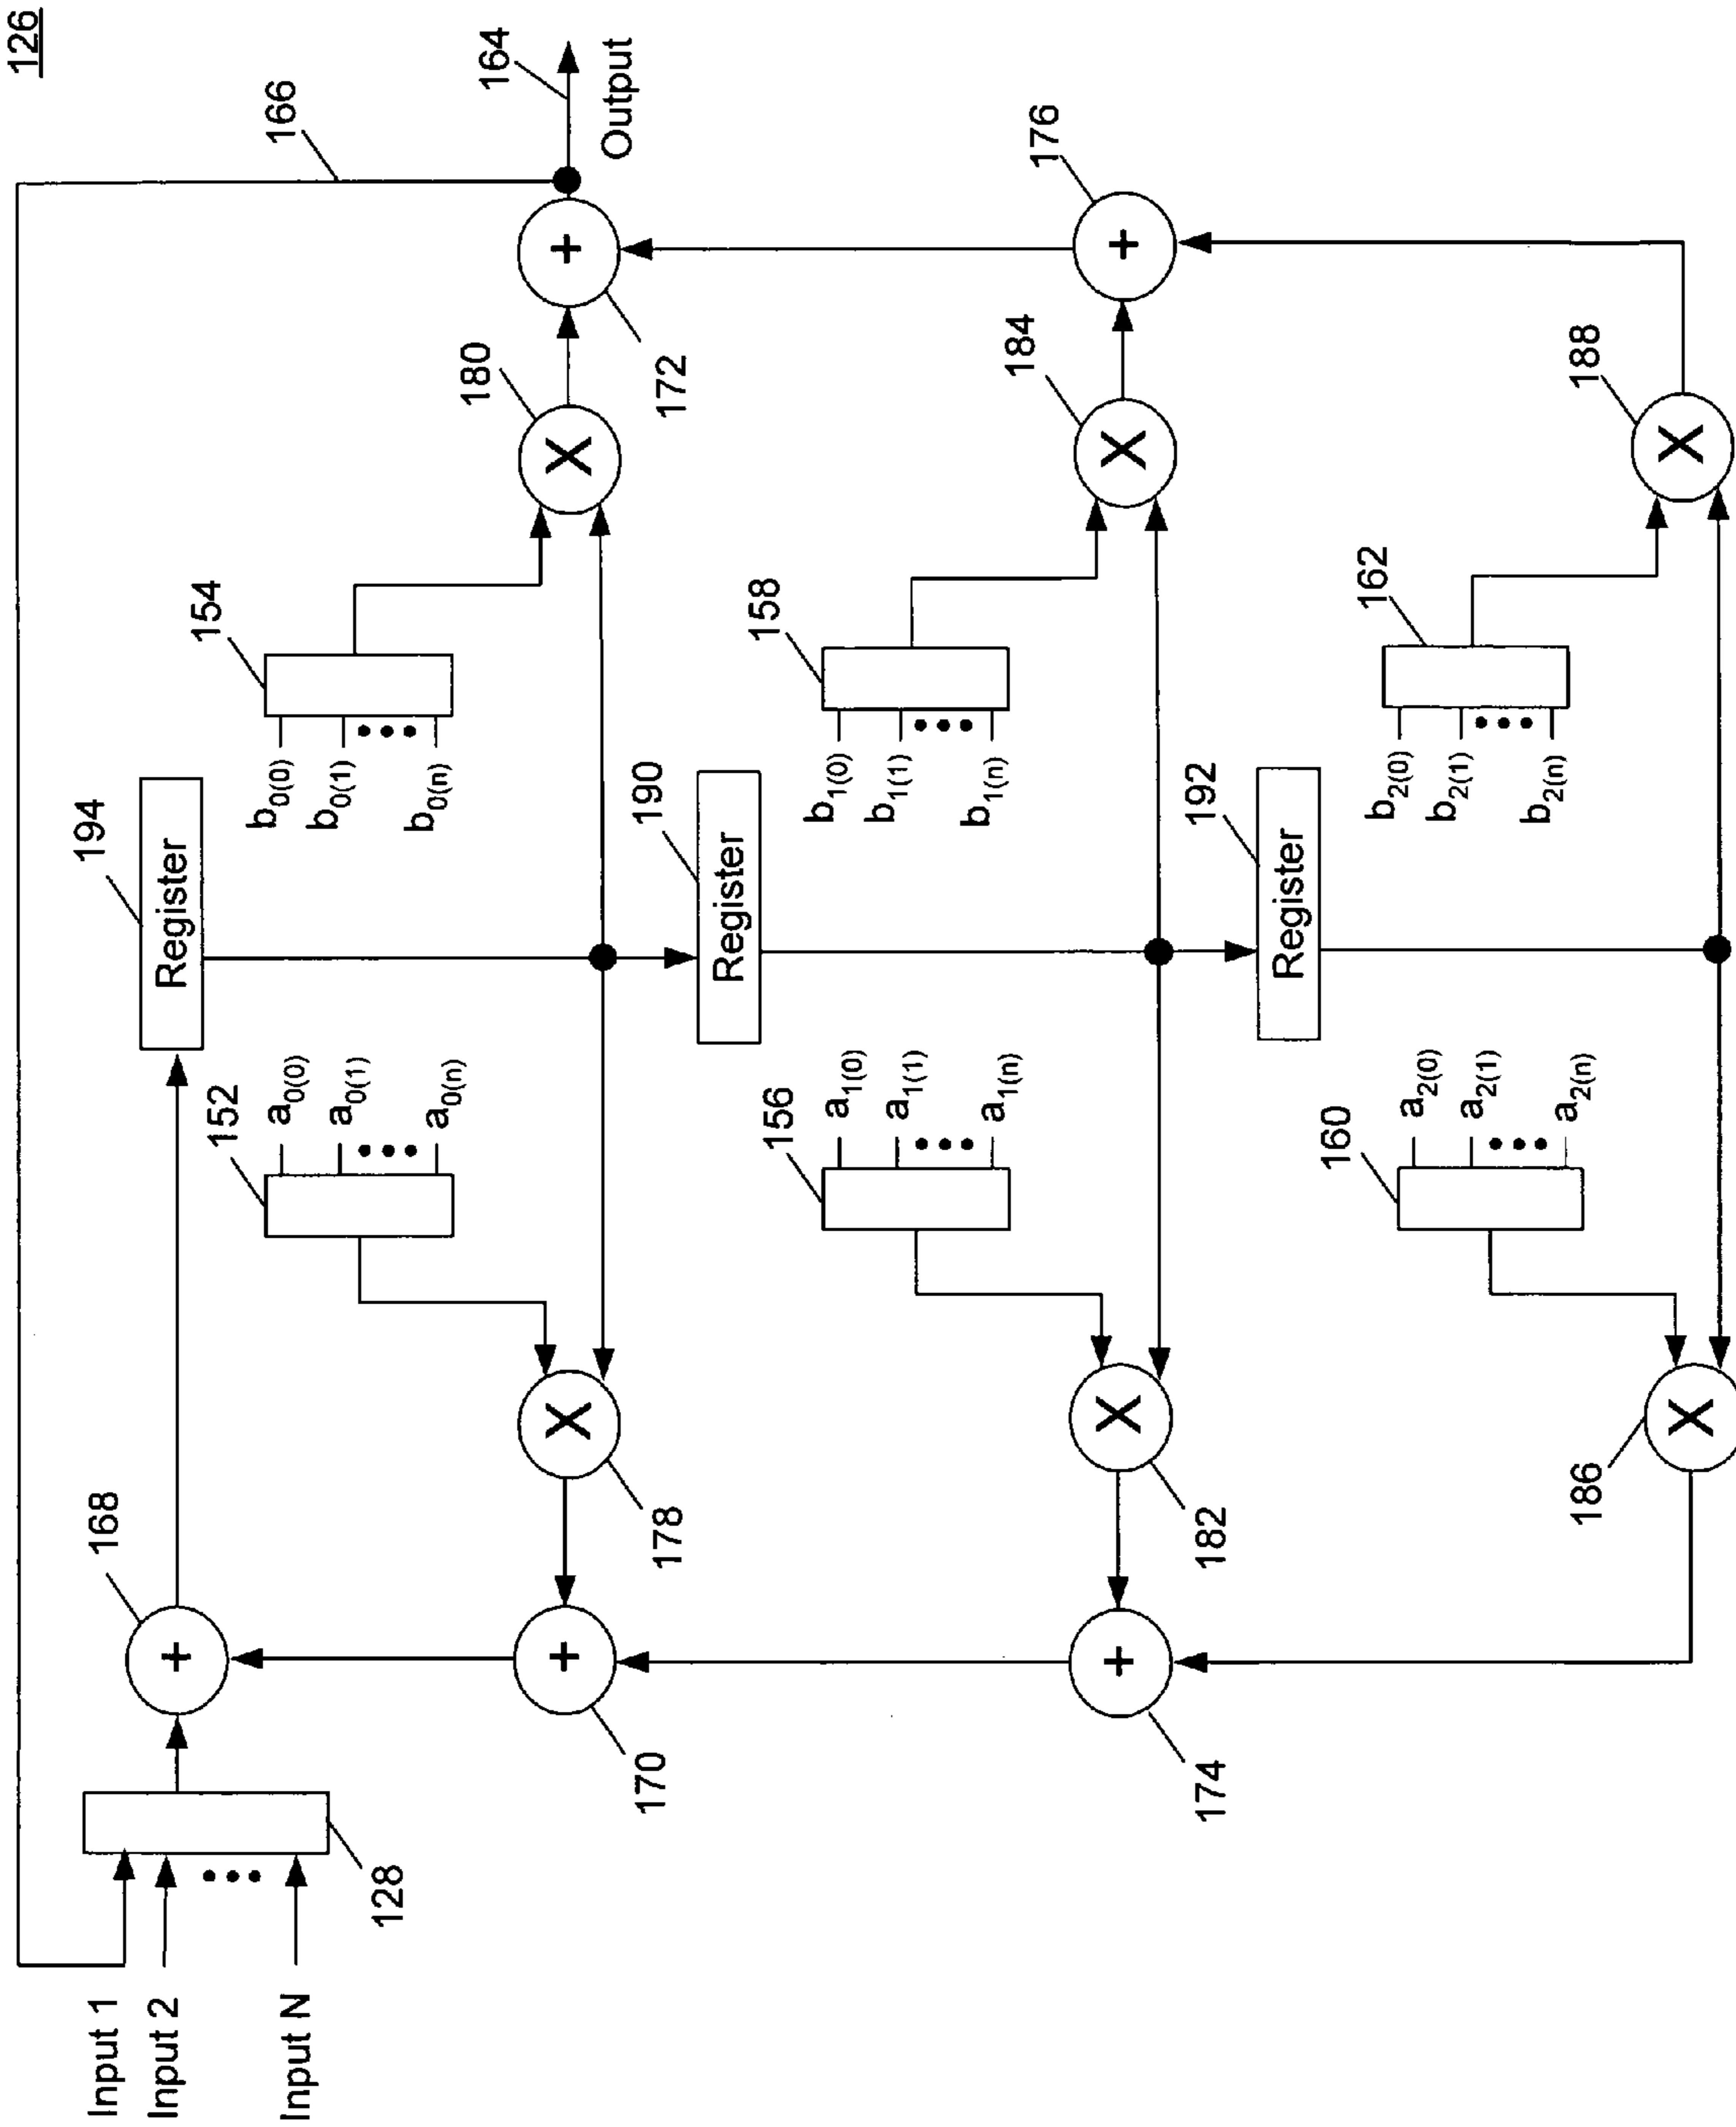 126
166
164
Output
194
Register
168
+
128
Input 1
Input 2
Input N
152
a0(0)
a0(1)
a0(n)
154
b0(0)
b0(1)
b0(n)
170
+
178
X
180
X
172
+
190
Register
156
a1(0)
a1(1)
a1(n)
158
b1(0)
b1(1)
b1(n)
174
+
182
X
184
X
176
+
192
Register
160
a2(0)
a2(1)
a2(n)
162
b2(0)
b2(1)
b2(n)
186
X
188
X